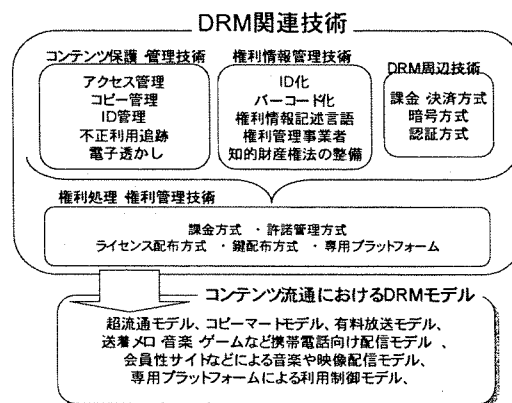 DRM関連技術
コンテンツ保護・管理技術
アクセス管理
コピー管理
ID管理
不正利用追跡
電子透かし
権利情報管理技術
ID化
バーコード化
権利情報記述言語
権利管理事業者
知的財産権法の整備
DRM周辺技術
課金・決済方式
暗号方式
認証方式
権利処理・権利管理技術
課金方式 ・許諾管理方式
ライセンス配布方式 ・鍵配布方式 ・専用プラットフォーム
コンテンツ流通におけるDRMモデル
超流通モデル、コピーマートモデル、有料放送モデル、
送着メロ・音楽・ゲームなど携帯電話向け配信モデル 、
会員性サイトなどによる音楽や映像配信モデル、
専用プラットフォームによる利用制御モデル、